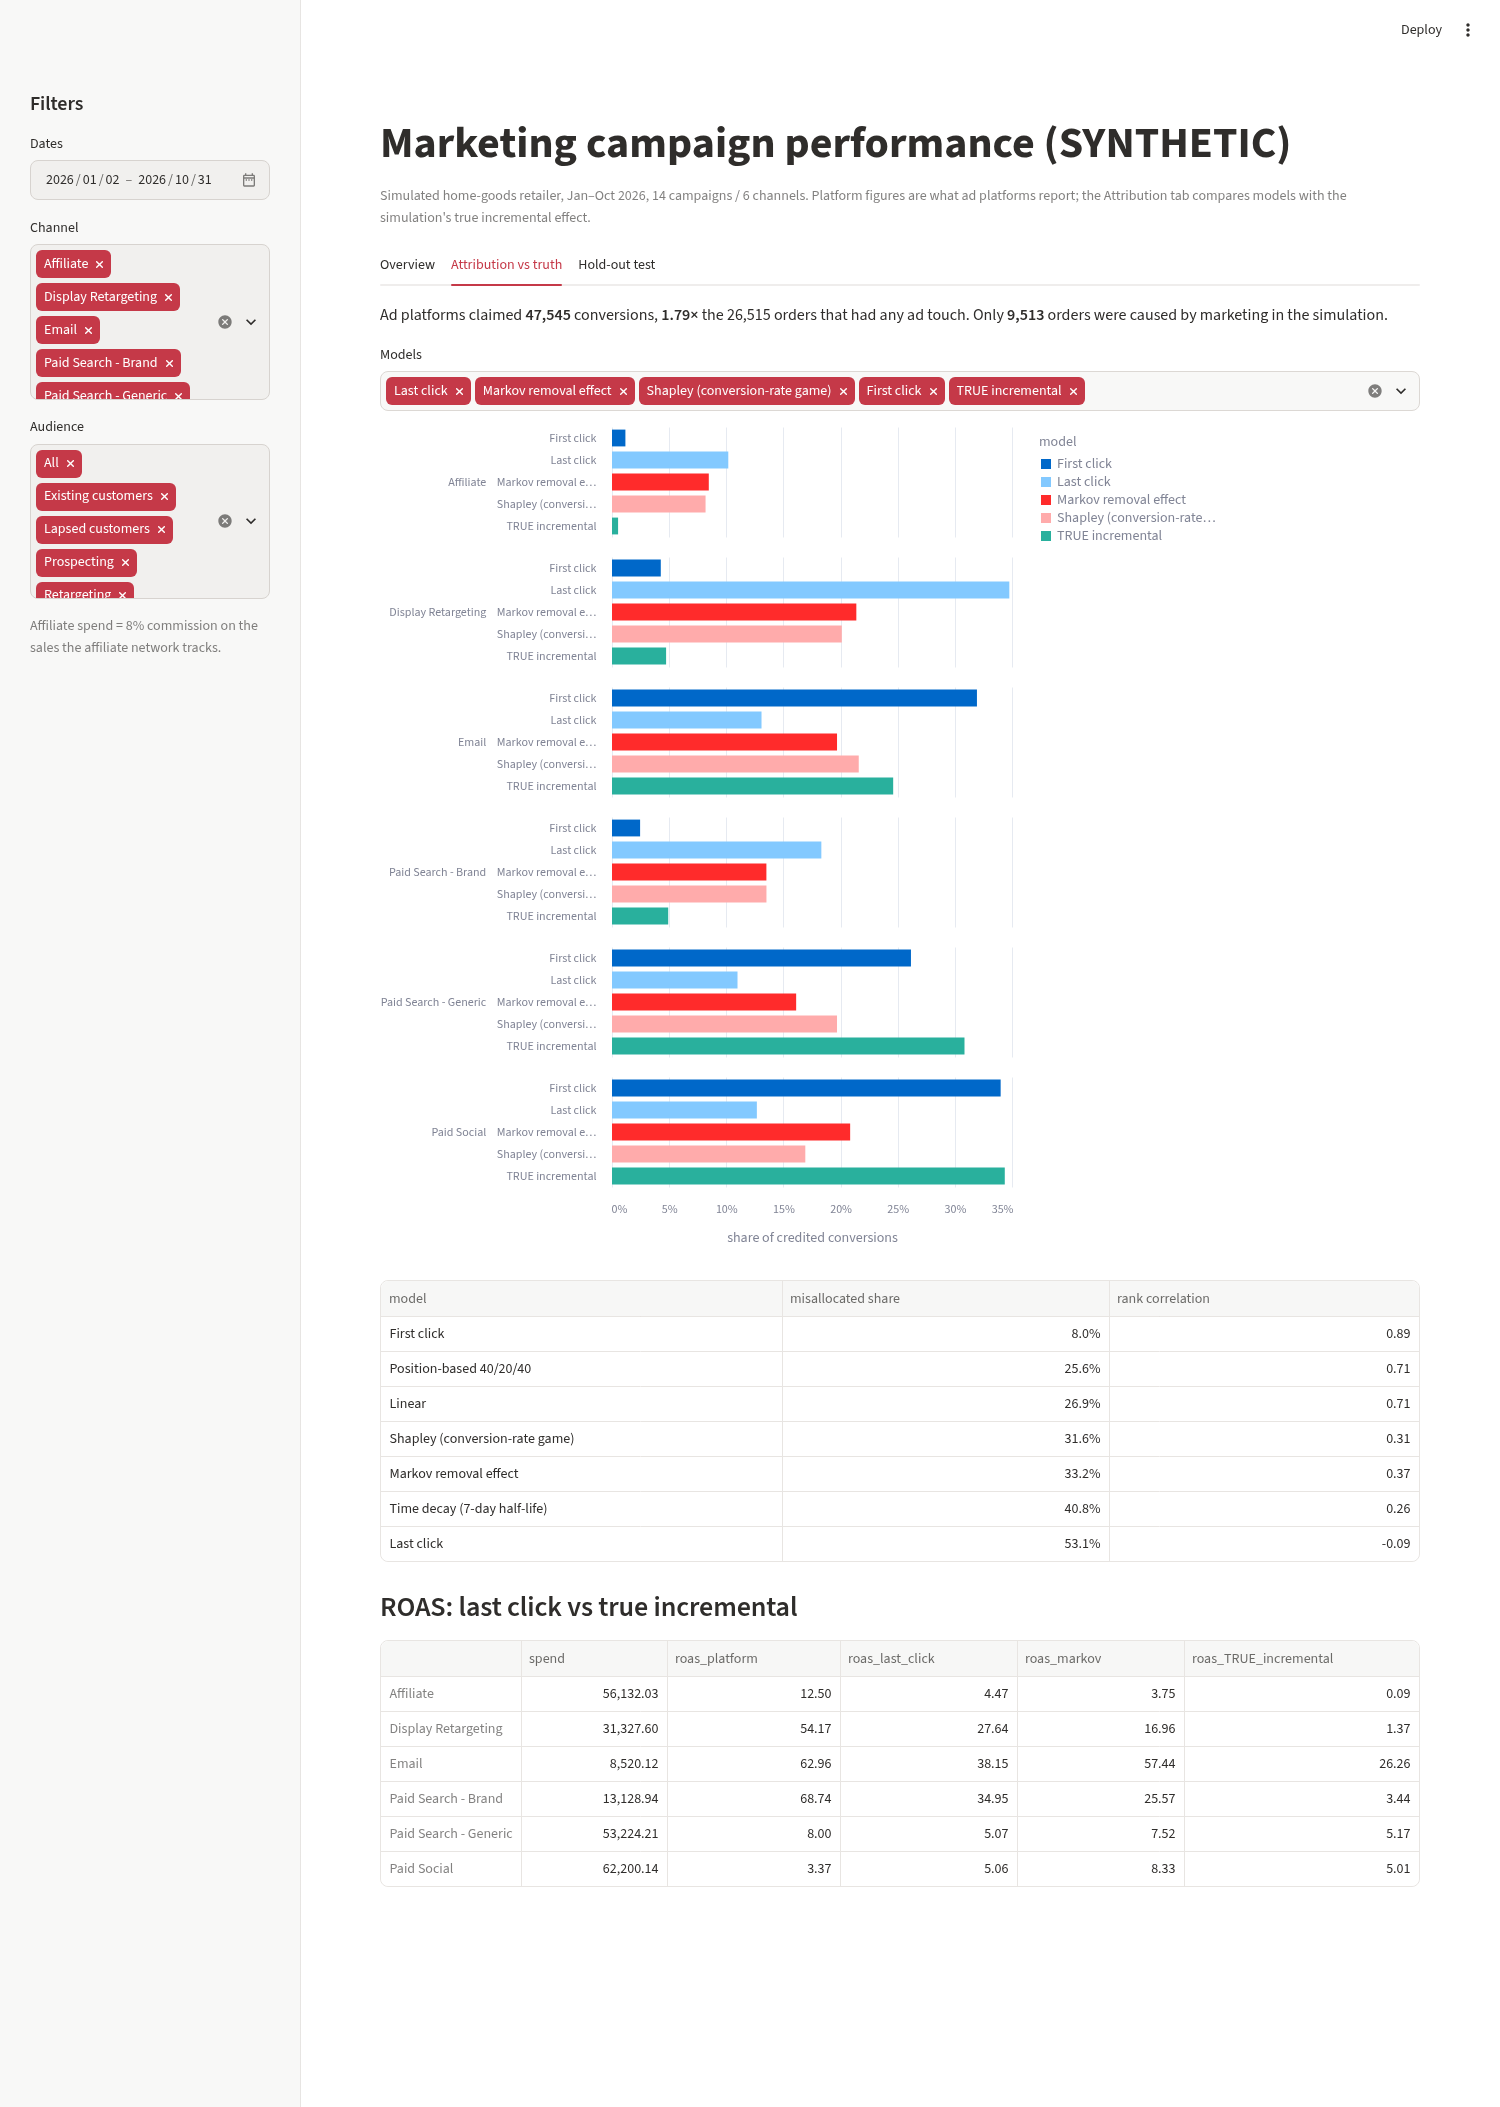 Deploy
Filters
Dates
2026 / 01 / 02 – 2026 / 10 / 31
Channel
Affiliate
Display Retargeting
Email
Paid Search - Brand
Paid Search - Generic
Audience
All
Existing customers
Lapsed customers
Prospecting
Retargeting
Affiliate spend = 8% commission on the
sales the affiliate network tracks.
Marketing campaign performance (SYNTHETIC)
Simulated home-goods retailer, Jan–Oct 2026, 14 campaigns / 6 channels. Platform figures are what ad platforms report; the Attribution tab compares models with the
simulation's true incremental effect.
Overview Attribution vs truth Hold-out test
Ad platforms claimed 47,545 conversions, 1.79× the 26,515 orders that had any ad touch. Only 9,513 orders were caused by marketing in the simulation.
Models
Last click Markov removal effect Shapley (conversion-rate game) First click TRUE incremental
First click
Last click
Affiliate Markov removal e…
Shapley (conversi…
TRUE incremental
First click
Last click
Display Retargeting Markov removal e…
Shapley (conversi…
TRUE incremental
First click
Last click
Email Markov removal e…
Shapley (conversi…
TRUE incremental
First click
Last click
Paid Search - Brand Markov removal e…
Shapley (conversi…
TRUE incremental
First click
Last click
Paid Search - Generic Markov removal e…
Shapley (conversi…
TRUE incremental
First click
Last click
Paid Social Markov removal e…
Shapley (conversi…
TRUE incremental
0% 5% 10% 15% 20% 25% 30% 35%
share of credited conversions
model
First click
Last click
Markov removal effect
Shapley (conversion-rate…
TRUE incremental
model misallocated share rank correlation
First click 8.0% 0.89
Position-based 40/20/40 25.6% 0.71
Linear 26.9% 0.71
Shapley (conversion-rate game) 31.6% 0.31
Markov removal effect 33.2% 0.37
Time decay (7-day half-life) 40.8% 0.26
Last click 53.1% -0.09
ROAS: last click vs true incremental
spend roas_platform roas_last_click roas_markov roas_TRUE_incremental
Affiliate 56,132.03 12.50 4.47 3.75 0.09
Display Retargeting 31,327.60 54.17 27.64 16.96 1.37
Email 8,520.12 62.96 38.15 57.44 26.26
Paid Search - Brand 13,128.94 68.74 34.95 25.57 3.44
Paid Search - Generic 53,224.21 8.00 5.07 7.52 5.17
Paid Social 62,200.14 3.37 5.06 8.33 5.01